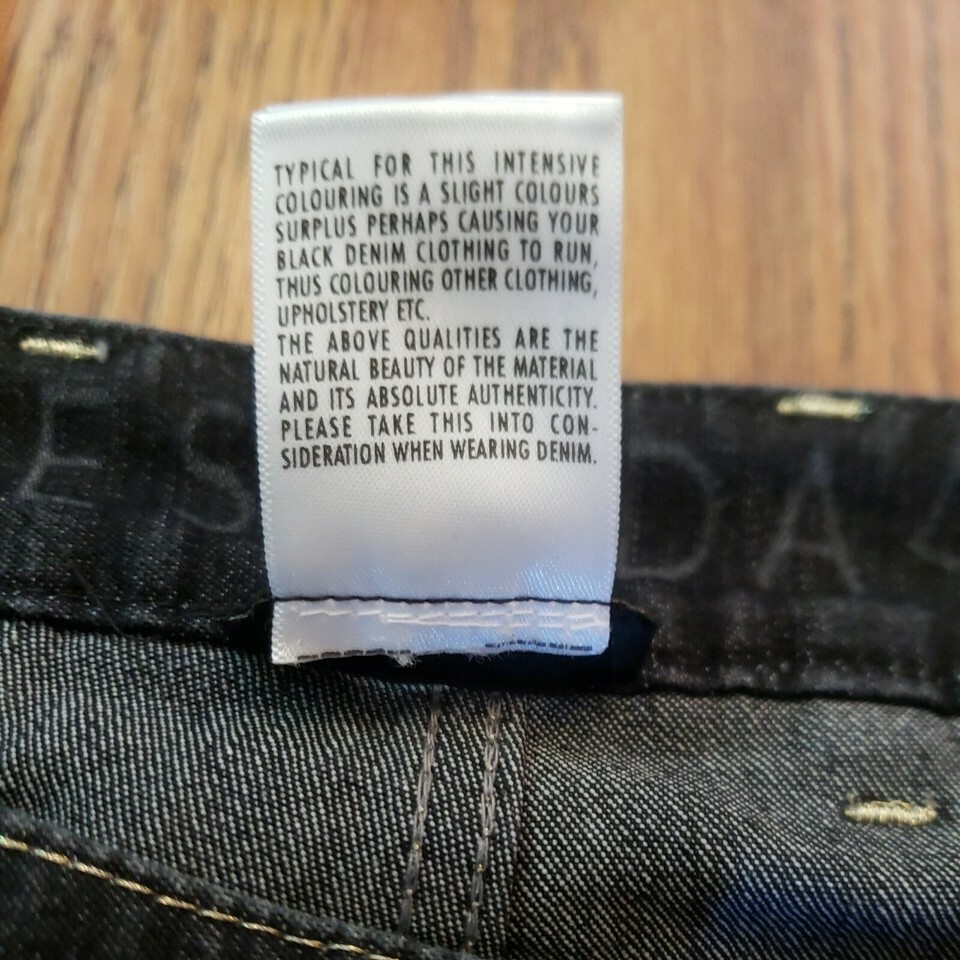 TYPICAL FOR THIS INTENSIVE
COLOURING IS A SLIGHT COLOURS
SURPLUS PERHAPS CAUSING YOUR
BLACK DENIM CLOTHING TO RUN,
THUS COLOURING OTHER CLOTHING,
UPHOLSTERY ETC.
THE ABOVE QUALITIES ARE THE
NATURAL BEAUTY OF THE MATERIAL
AND ITS ABSOLUTE AUTHENTICITY.
PLEASE TAKE THIS INTO CON-
SIDERATION WHEN WEARING DENIM.
ES DA